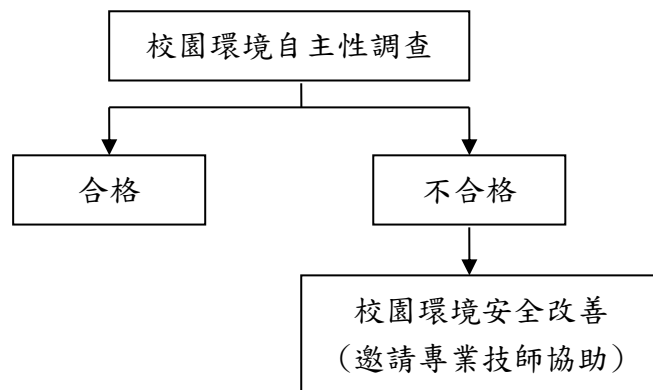 校園環境自主性調查
合格
不合格
校園環境安全改善
（邀請專業技師協助）